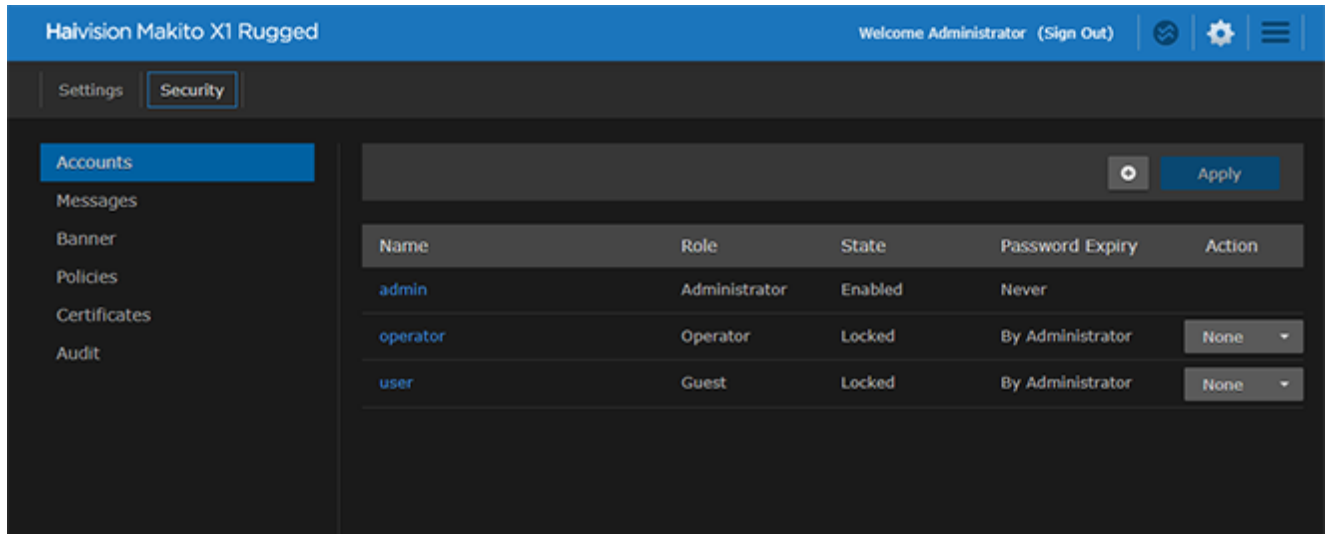 Haivision Makito X1 Rugged Welcome Administrator (Sign Out)
Settings Security
Accounts
Messages
Banner
Policies
Certificates
Audit
Apply
Name Role State Password Expiry Action
admin Administrator Enabled Never
operator Operator Locked By Administrator None
user Guest Locked By Administrator None